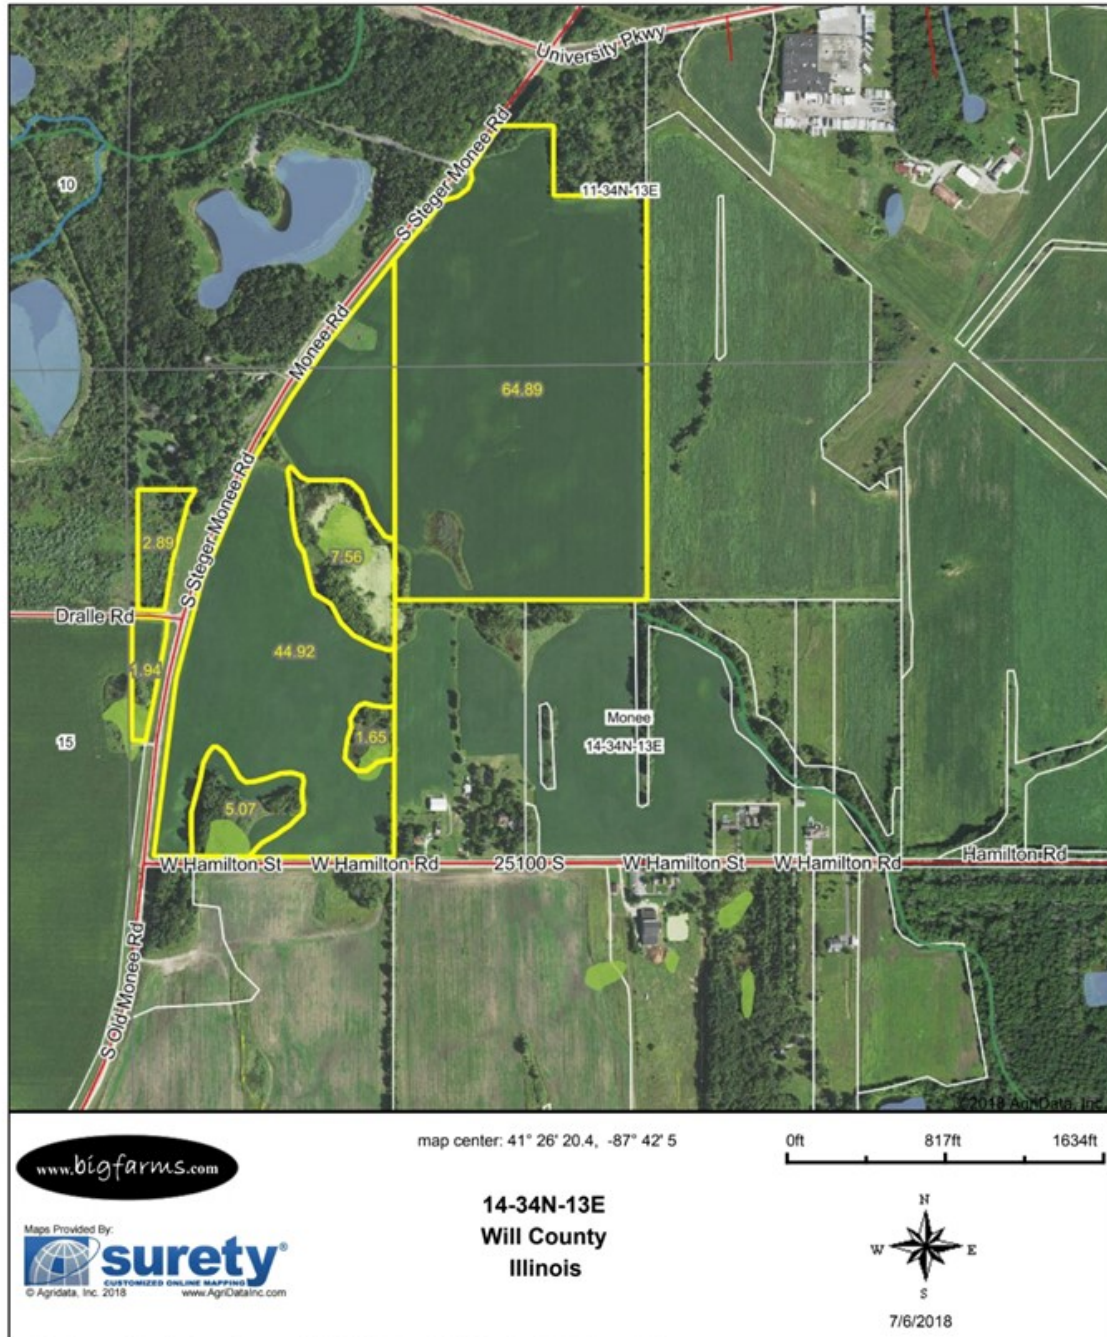 University Pkwy
S Steger Monee Rd
11-34N-13E
10
Monee Rd
64.89
S Steger Monee Rd
2.89
7.56
Dralle Rd
44.92
1.94
Monee
14-34N-13E
15
1.65
5.07
W Hamilton St
W Hamilton Rd
25100 S
W Hamilton St
W Hamilton Rd
Hamilton Rd
S Old Monee Rd
©2018 AgriData, Inc.
www.bigfarms.com
map center: 41° 26' 20.4, -87° 42' 5
0ft 817ft 1634ft
14-34N-13E
Will County
Illinois
Maps Provided By:
surety®
CUSTOMIZED ONLINE MAPPING
© Agridata, Inc. 2018 www.AgriDataInc.com
N
W E
S
7/6/2018